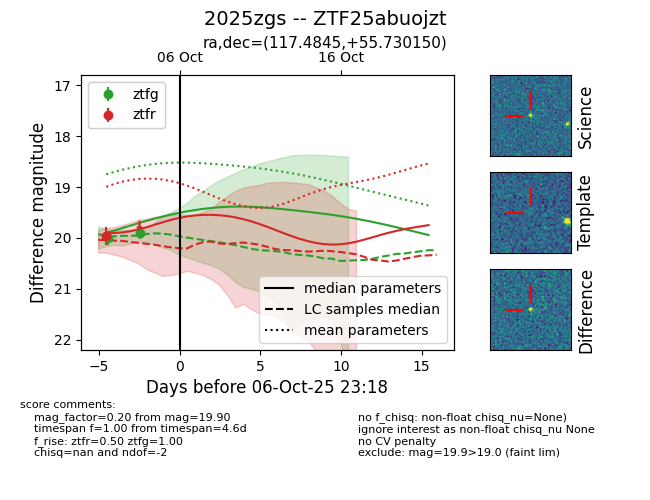 2025zgs -- ZTF25abuojzt
ra,dec=(117.4845,+55.730150)
06 Oct
16 Oct
17
18
19
20
21
22
Difference magnitude
ztfg
ztfr
median parameters
LC samples median
mean parameters
−5
0
5
10
15
Days before 06-Oct-25 23:18
Science
Template
Difference
score comments:
mag_factor=0.20 from mag=19.90
timespan f=1.00 from timespan=4.6d
f_rise: ztfr=0.50 ztfg=1.00
chisq=nan and ndof=-2
no f_chisq: non-float chisq_nu=None)
ignore interest as non-float chisq_nu None
no CV penalty
exclude: mag=19.9>19.0 (faint lim)